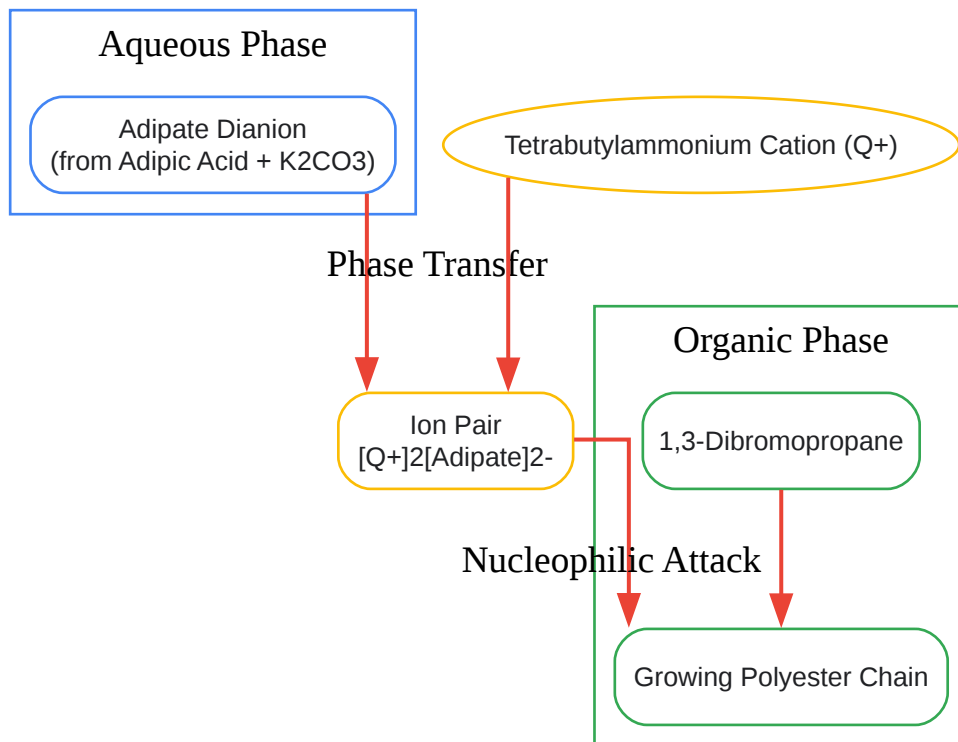 Aqueous Phase
Adipate Dianion
(from Adipic Acid + K2CO3)
Tetrabutylammonium Cation (Q+)
Phase Transfer
Organic Phase
Ion Pair
[Q+]2[Adipate]2-
1,3-Dibromopropane
Nucleophilic Attack
Growing Polyester Chain